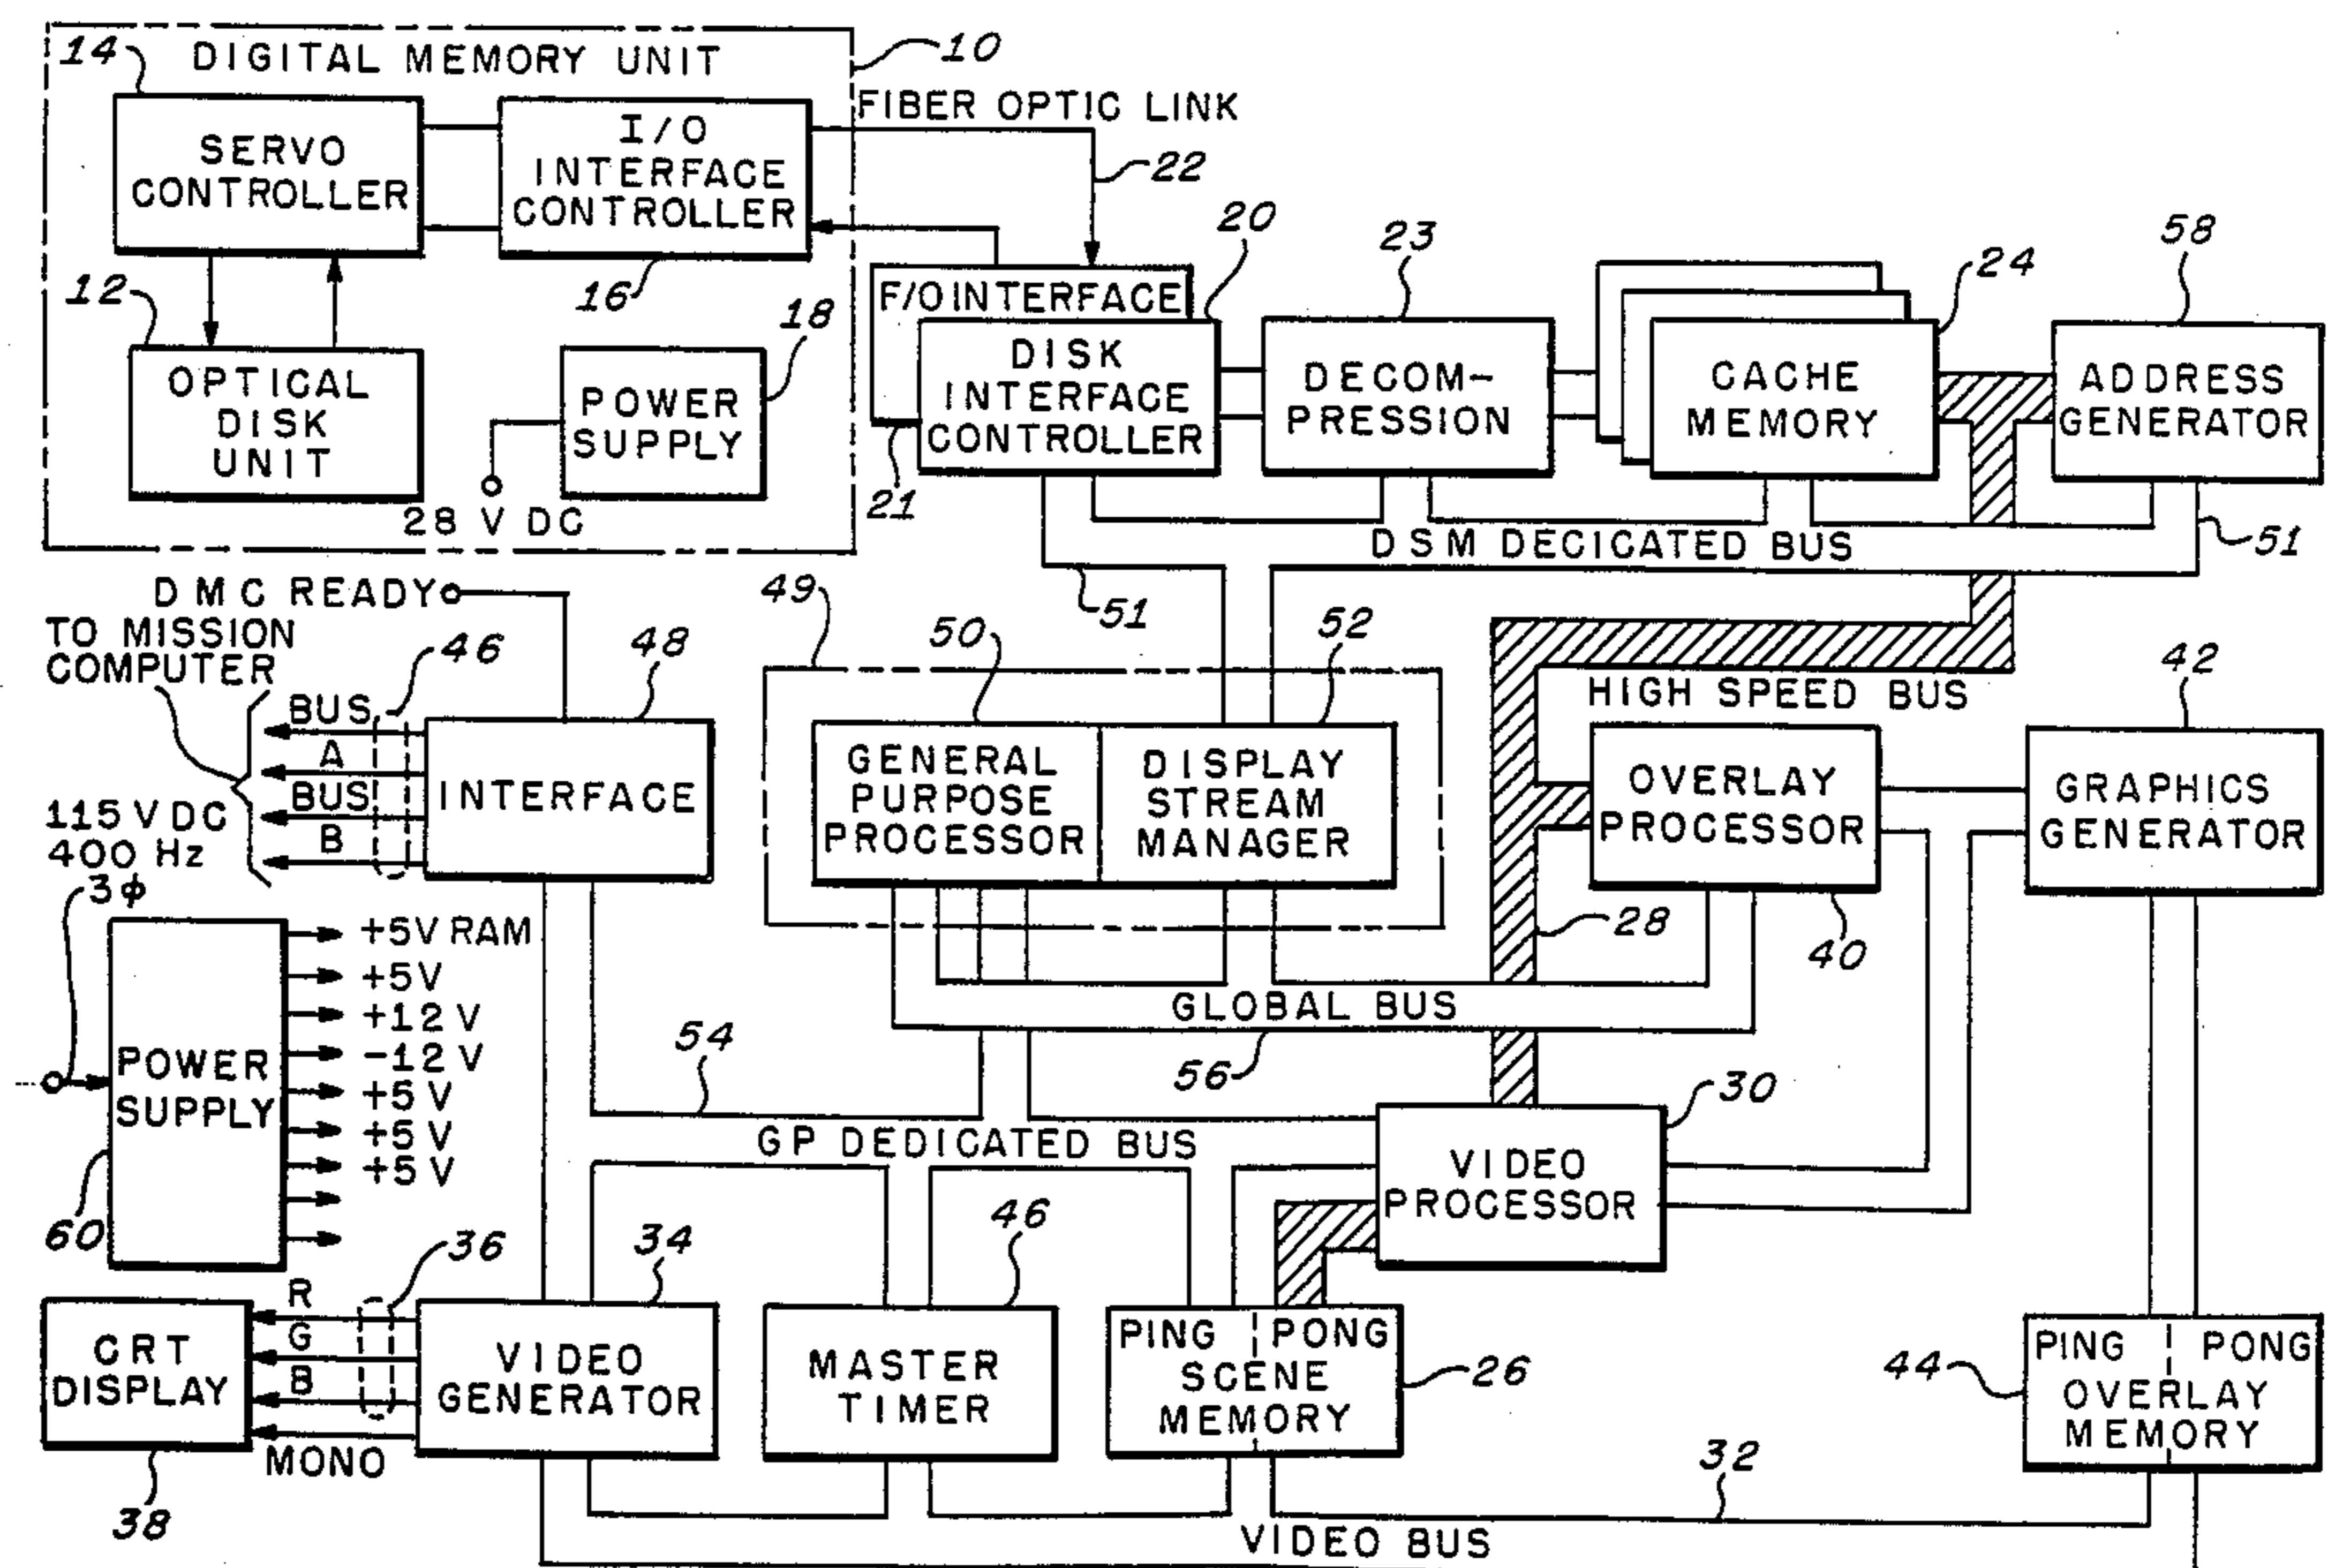 14
DIGITAL MEMORY UNIT
10
FIBER OPTIC LINK
SERVO
CONTROLLER
I/O
INTERFACE
CONTROLLER
22
12
16
18
20
23
24
58
F/O INTERFACE
OPTICAL
DISK
UNIT
POWER
SUPPLY
28 V DC
DISK
INTERFACE
CONTROLLER
21
DECOM-
PRESSION
CACHE
MEMORY
ADDRESS
GENERATOR
DSM DECICATED BUS
51
51
DMC READY
TO MISSION
COMPUTER
46
48
49
50
52
HIGH SPEED BUS
42
BUS
A
BUS
B
INTERFACE
GENERAL
PURPOSE
PROCESSOR
DISPLAY
STREAM
MANAGER
OVERLAY
PROCESSOR
GRAPHICS
GENERATOR
115 V DC
400 Hz
3ϕ
28
40
+5V RAM
+5V
+12 V
-12 V
+5 V
+5 V
+5 V
POWER
SUPPLY
60
GLOBAL BUS
54
56
30
GP DEDICATED BUS
VIDEO
PROCESSOR
36
34
46
R
G
B
MONO
CRT
DISPLAY
38
VIDEO
GENERATOR
MASTER
TIMER
PING PONG
SCENE
MEMORY
26
44
PING PONG
OVERLAY
MEMORY
32
VIDEO BUS